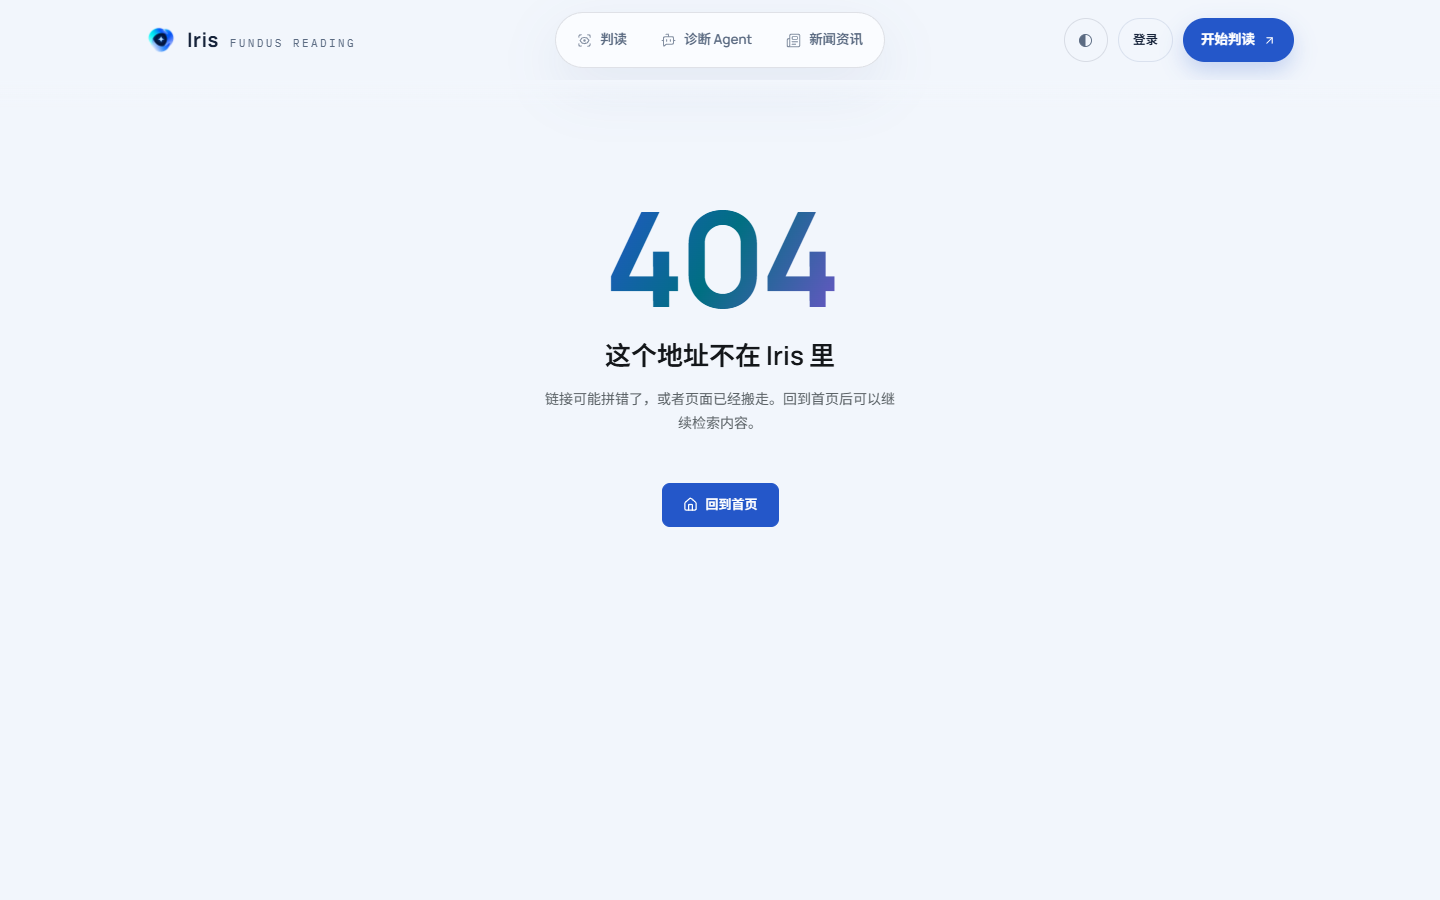 Iris FUNDUS READING
判读
诊断 Agent
新闻资讯
登录
开始判读
404
这个地址不在 Iris 里
链接可能拼错了，或者页面已经搬走。回到首页后可以继
续检索内容。
回到首页